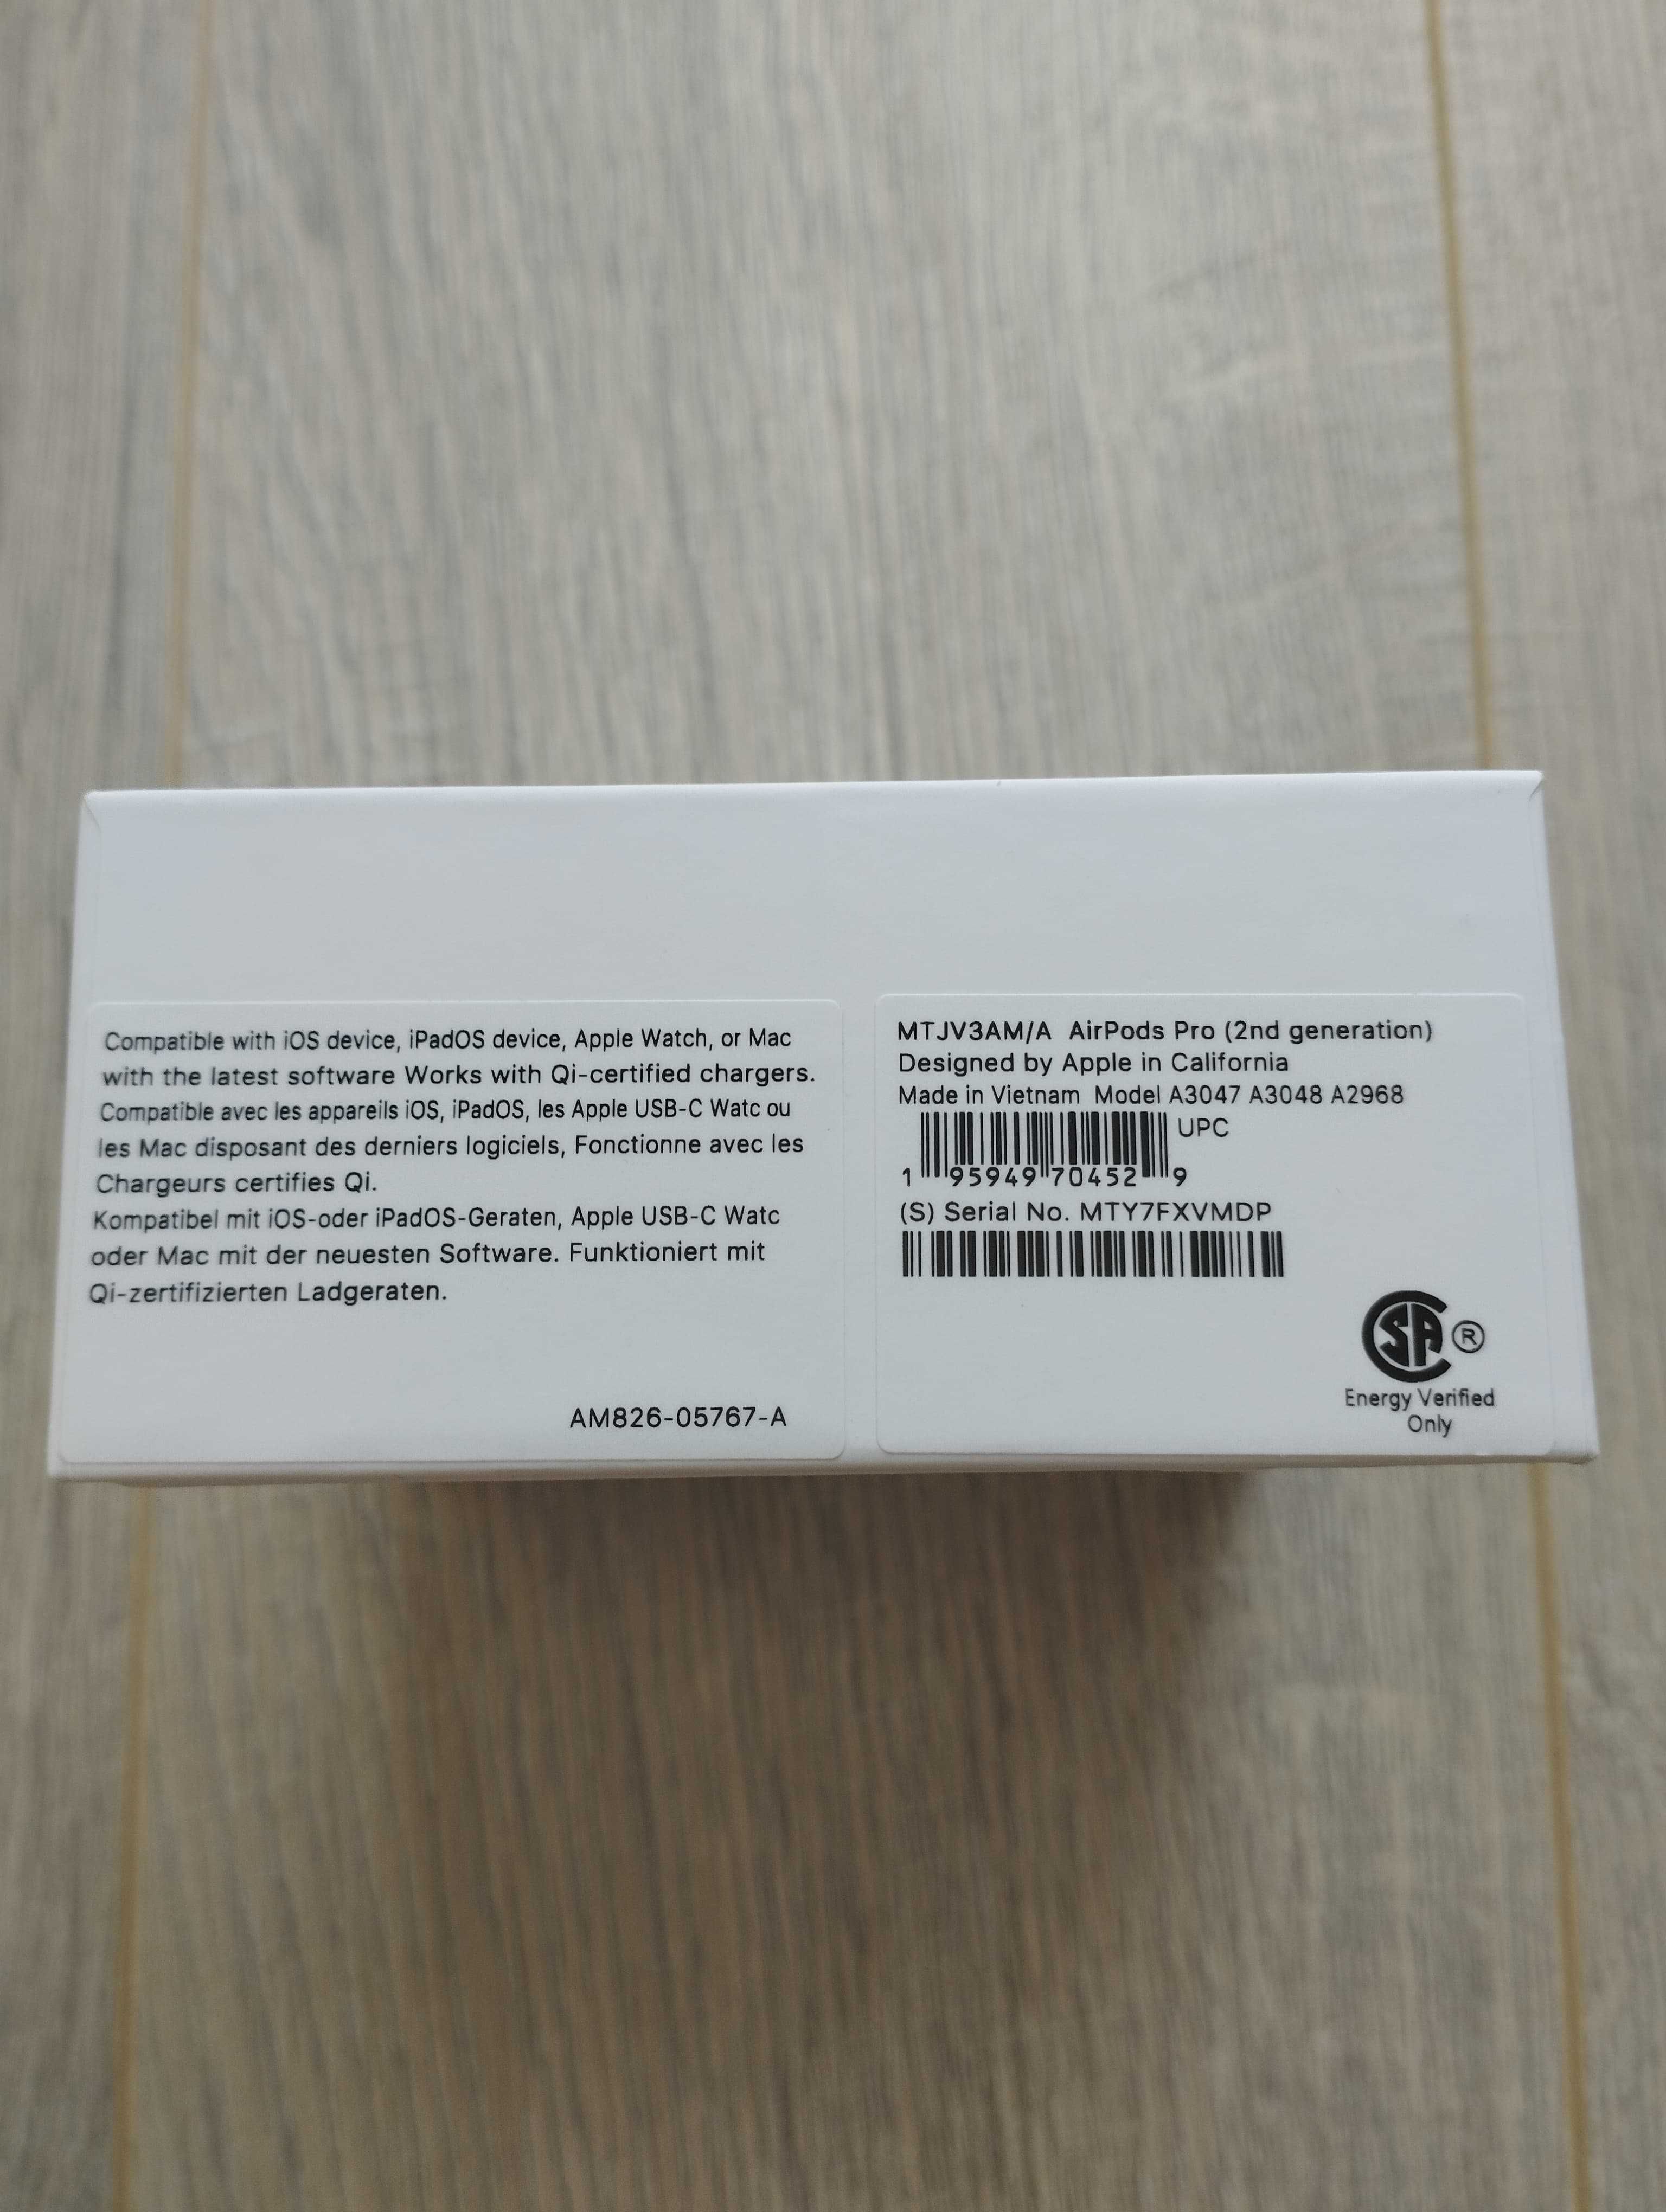 Compatible with iOS device, iPadOS device, Apple Watch, or Mac
with the latest software Works with Qi-certified chargers.
Compatible avec les appareils iOS, iPadOS, les Apple USB-C Watc ou
les Mac disposant des derniers logiciels, Fonctionne avec les
Chargeurs certifies Qi.
Kompatibel mit iOS-oder iPadOS-Geraten, Apple USB-C Watc
oder Mac mit der neuesten Software. Funktioniert mit
Qi-zertifizierten Ladgeraten.
AM826-05767-A
MTJV3AM/A AirPods Pro (2nd generation)
Designed by Apple in California
Made in Vietnam Model A3047 A3048 A2968
UPC
1 95949 70452 9
(S) Serial No. MTY7FXVMDP
CSA ®
Energy Verified
Only